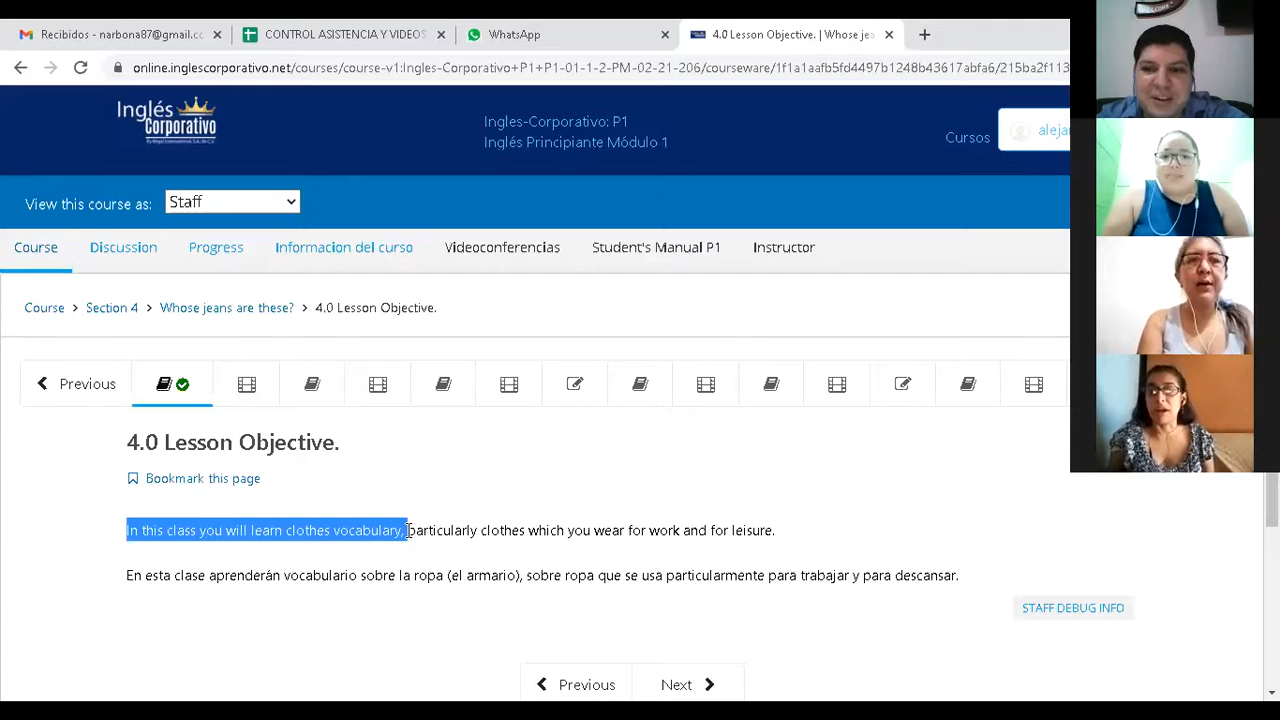 Recibidos - narbona87@gmail.cc
CONTROL ASISTENCIA Y VIDEOS
WhatsApp
4.0 Lesson Objective. | Whose jea
online.inglescorporativo.net/courses/course-v1:Ingles-Corporativo+P1+P1-01-1-2-PM-02-21-206/courseware/1f1a1aafb5fd4497b1248b43617abfa6/215ba2f113
Inglés
Corporativo
Ingles-Corporativo: P1
Inglés Principiante Módulo 1
Cursos
aleja
View this course as:
Staff
Course
Discussion
Progress
Informacion del curso
Videoconferencias
Student's Manual P1
Instructor
Course > Section 4 > Whose jeans are these? > 4.0 Lesson Objective.
Previous
4.0 Lesson Objective.
Bookmark this page
In this class you will learn clothes vocabulary, particularly clothes which you wear for work and for leisure.
En esta clase aprenderán vocabulario sobre la ropa (el armario), sobre ropa que se usa particularmente para trabajar y para descansar.
STAFF DEBUG INFO
Previous
Next